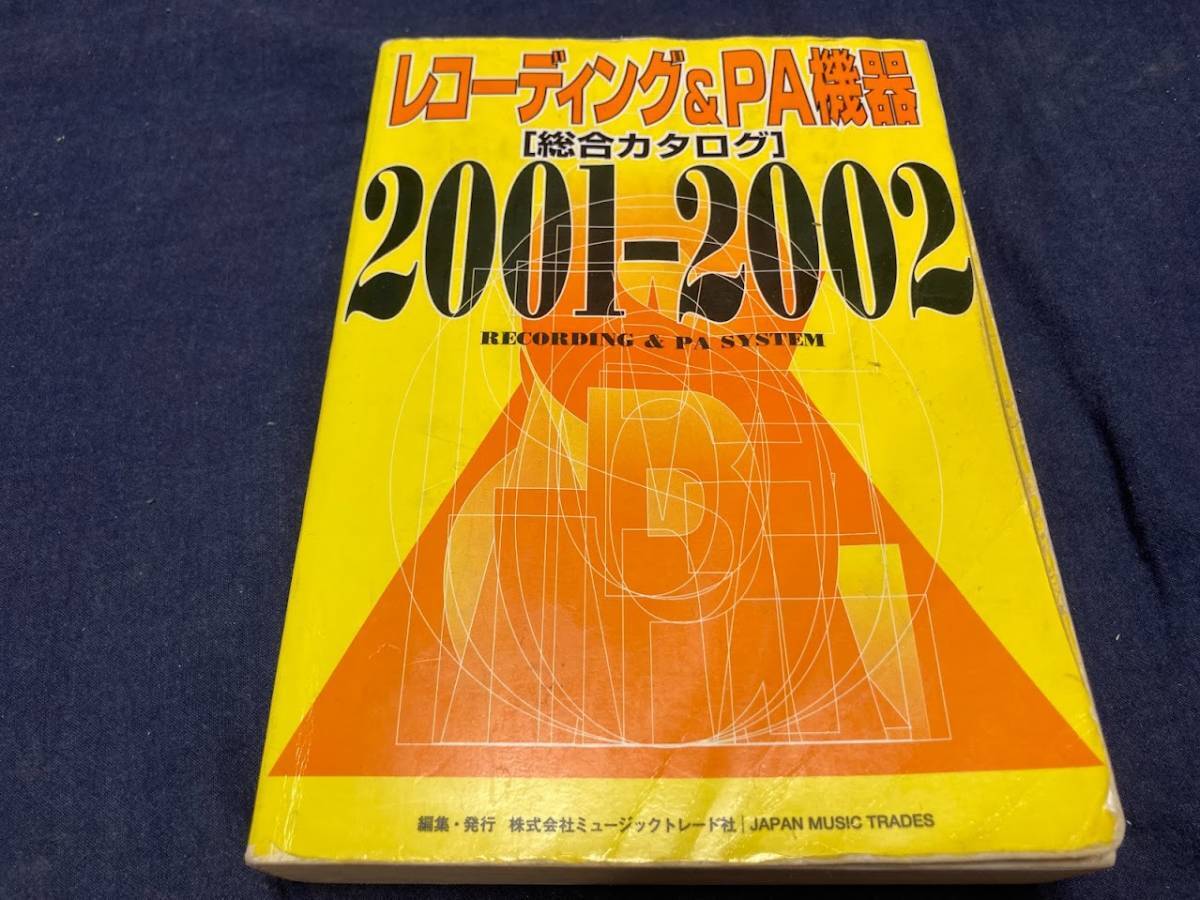 レコーディング&PA機器
[総合カタログ]
2001-2002
RECORDING & PA SYSTEM
編集・発行 株式会社ミュージックトレード社 | JAPAN MUSIC TRADES